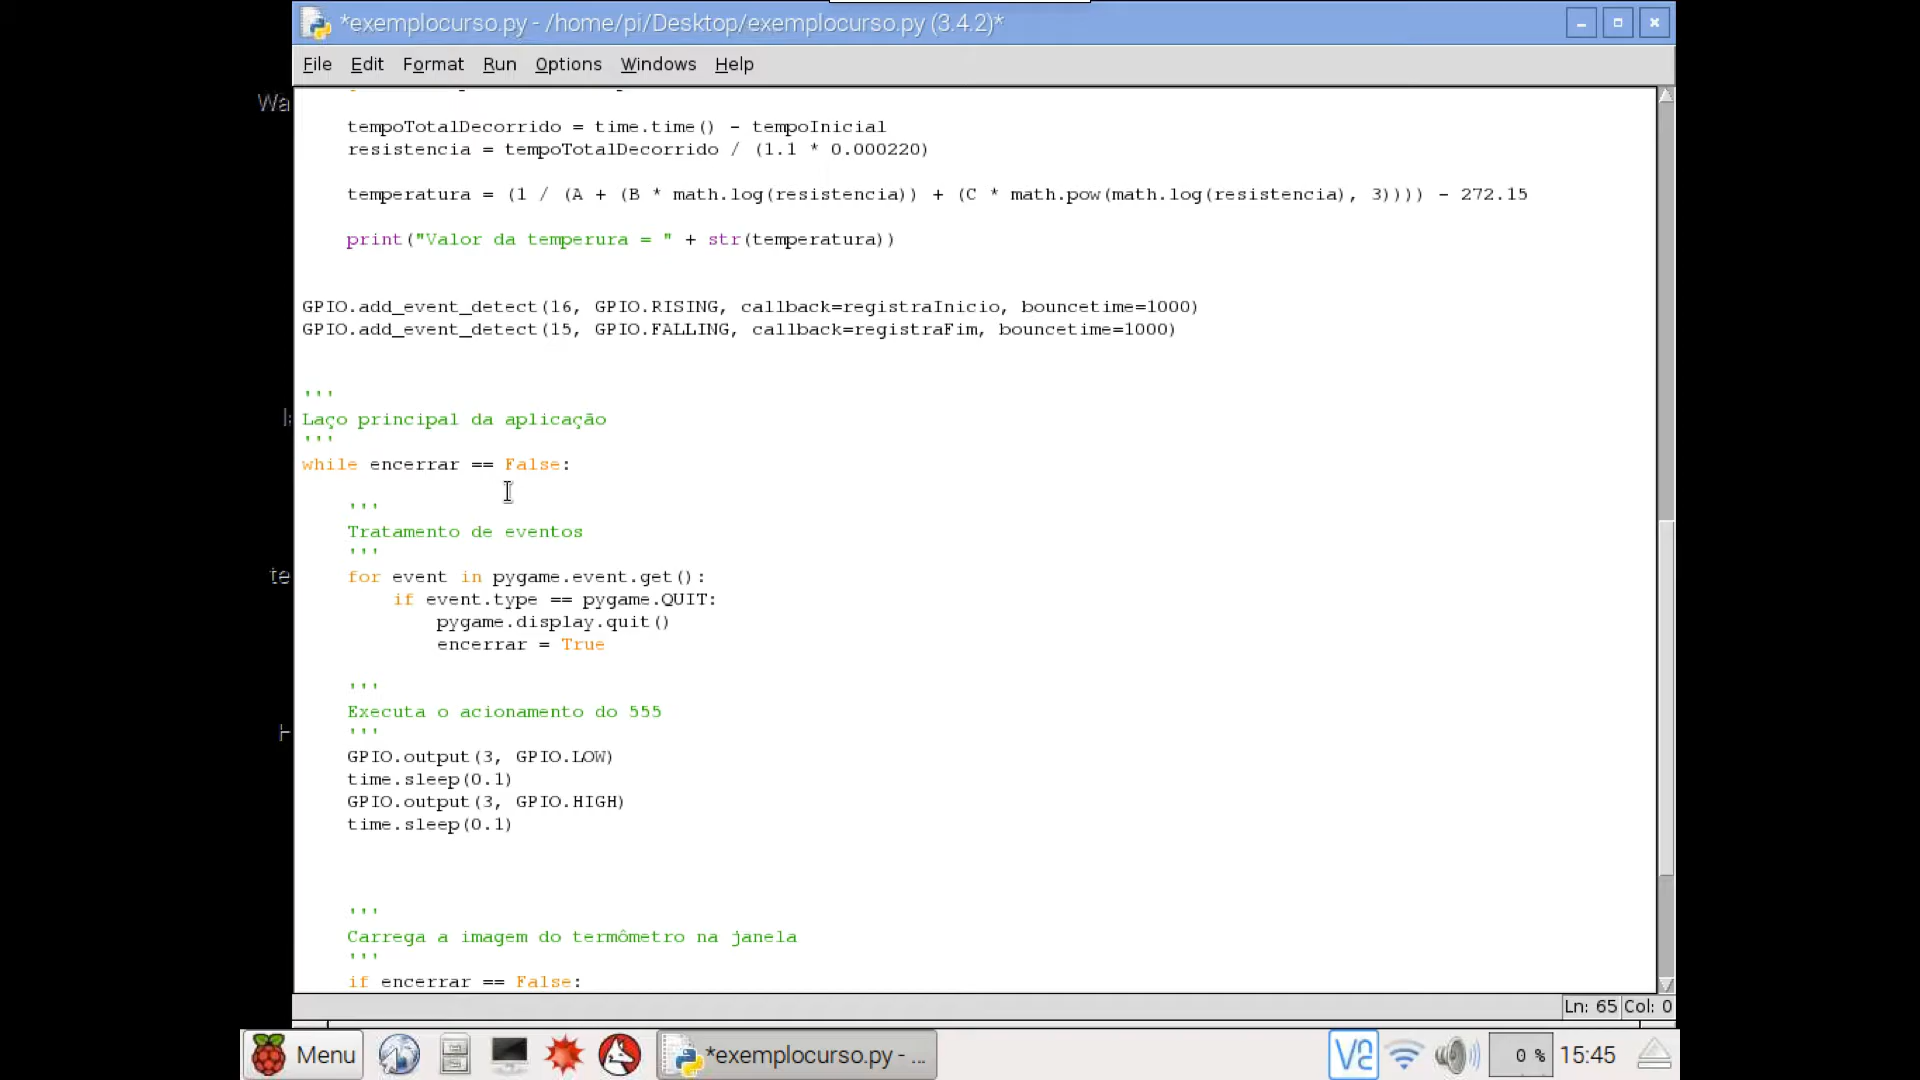 *exemplocurso.py - /home/pi/Desktop/exemplocurso.py (3.4.2)*
File Edit Format Run Options Windows Help
Wa
tempoTotalDecorrido = time.time() - tempoInicial
resistencia = tempoTotalDecorrido / (1.1 * 0.000220)
temperatura = (1 / (A + (B * math.log(resistencia)) + (C * math.pow(math.log(resistencia), 3)))) - 272.15
print("Valor da temperura = " + str(temperatura))
GPIO.add_event_detect(16, GPIO.RISING, callback=registraInicio, bouncetime=1000)
GPIO.add_event_detect(15, GPIO.FALLING, callback=registraFim, bouncetime=1000)
'''
Laço principal da aplicação
'''
while encerrar == False:
'''
Tratamento de eventos
'''
te
for event in pygame.event.get():
if event.type == pygame.QUIT:
pygame.display.quit()
encerrar = True
'''
Executa o acionamento do 555
'''
GPIO.output(3, GPIO.LOW)
time.sleep(0.1)
GPIO.output(3, GPIO.HIGH)
time.sleep(0.1)
'''
Carrega a imagem do termômetro na janela
'''
if encerrar == False:
Ln: 65 Col: 0
Menu *exemplocurso.py - ... 0 % 15:45